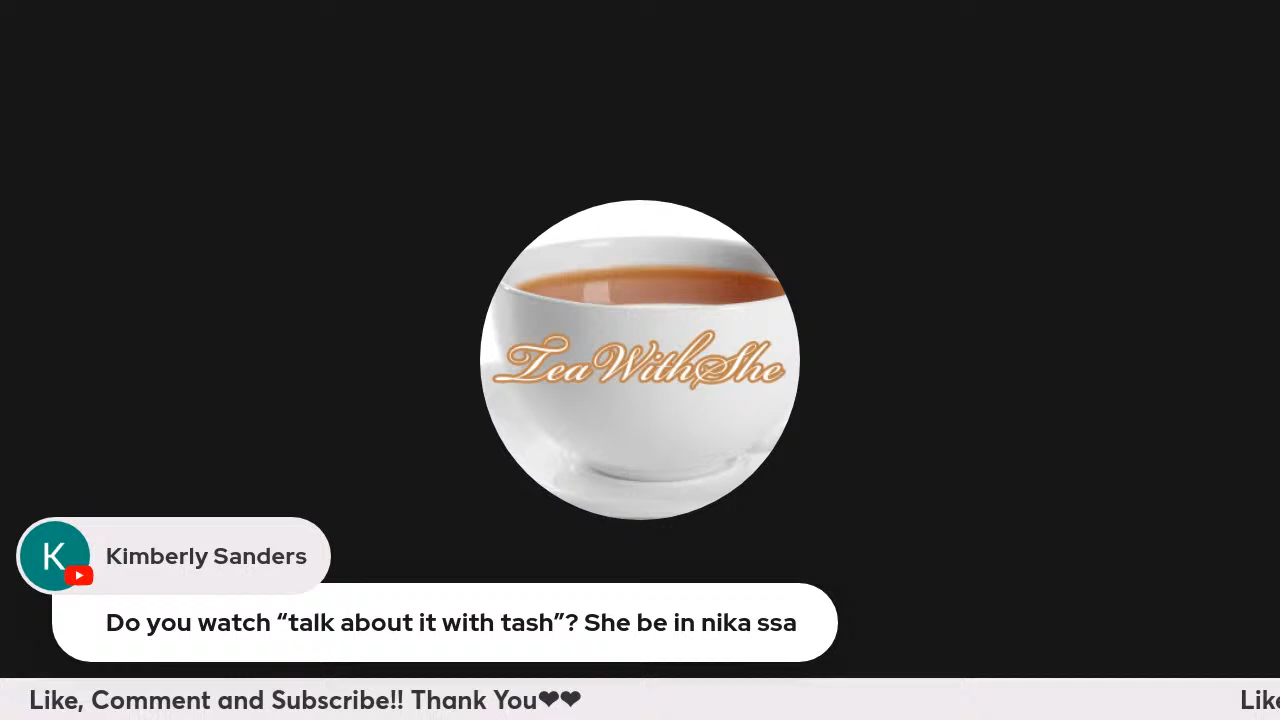 TeaWithShe
K
Kimberly Sanders
Do you watch “talk about it with tash”? She be in nika ssa
Like, Comment and Subscribe!! Thank You❤❤